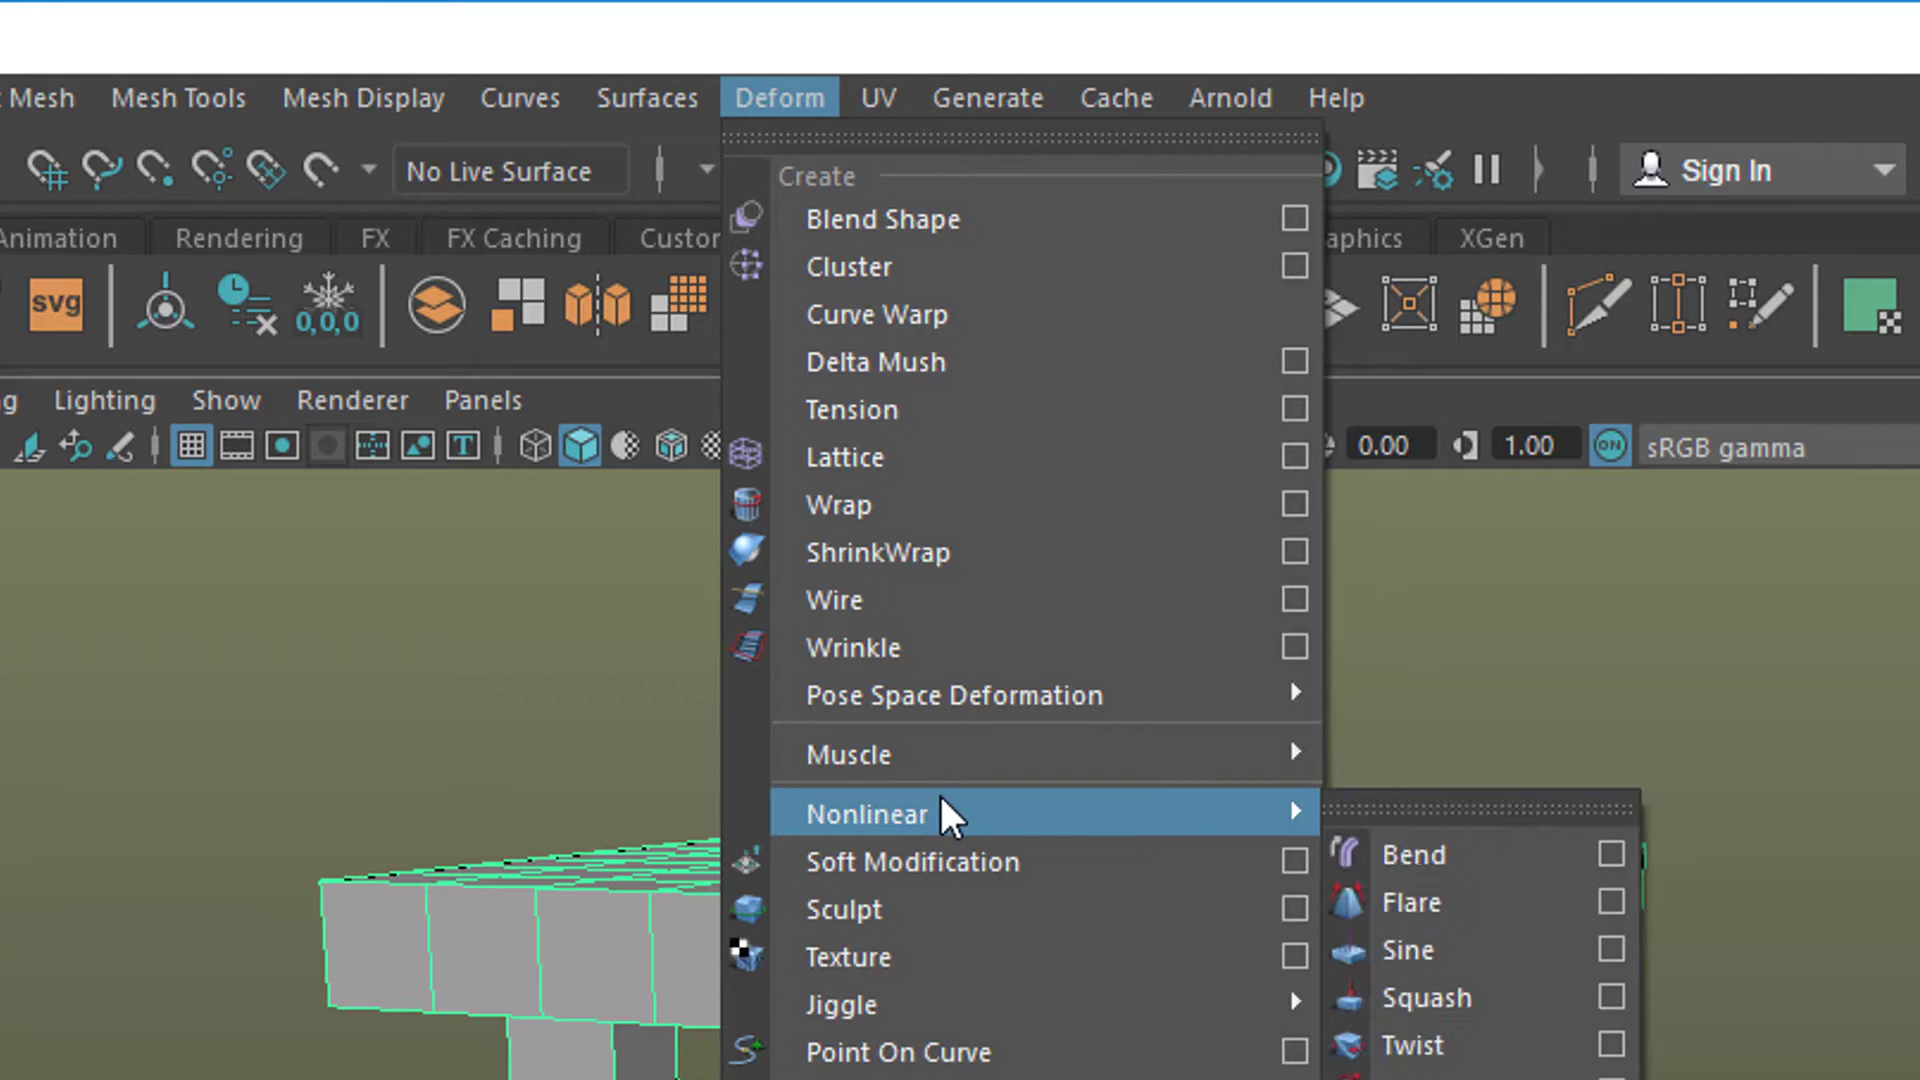 Mesh Mesh Tools Mesh Display Curves Surfaces Deform UV Generate Cache Arnold Help
No Live Surface Sign In
Animation Rendering FX FX Caching XGen
svg 0,0,0
Lighting Show Renderer Panels
T 0.00 1.00 ON sRGB gamma
Create
Blend Shape
Cluster
Curve Warp
Delta Mush
Tension
Lattice
Wrap
ShrinkWrap
Wire
Wrinkle
Pose Space Deformation
Muscle
Nonlinear
Soft Modification
Sculpt
Texture
Jiggle
Point On Curve
Bend
Flare
Sine
Squash
Twist